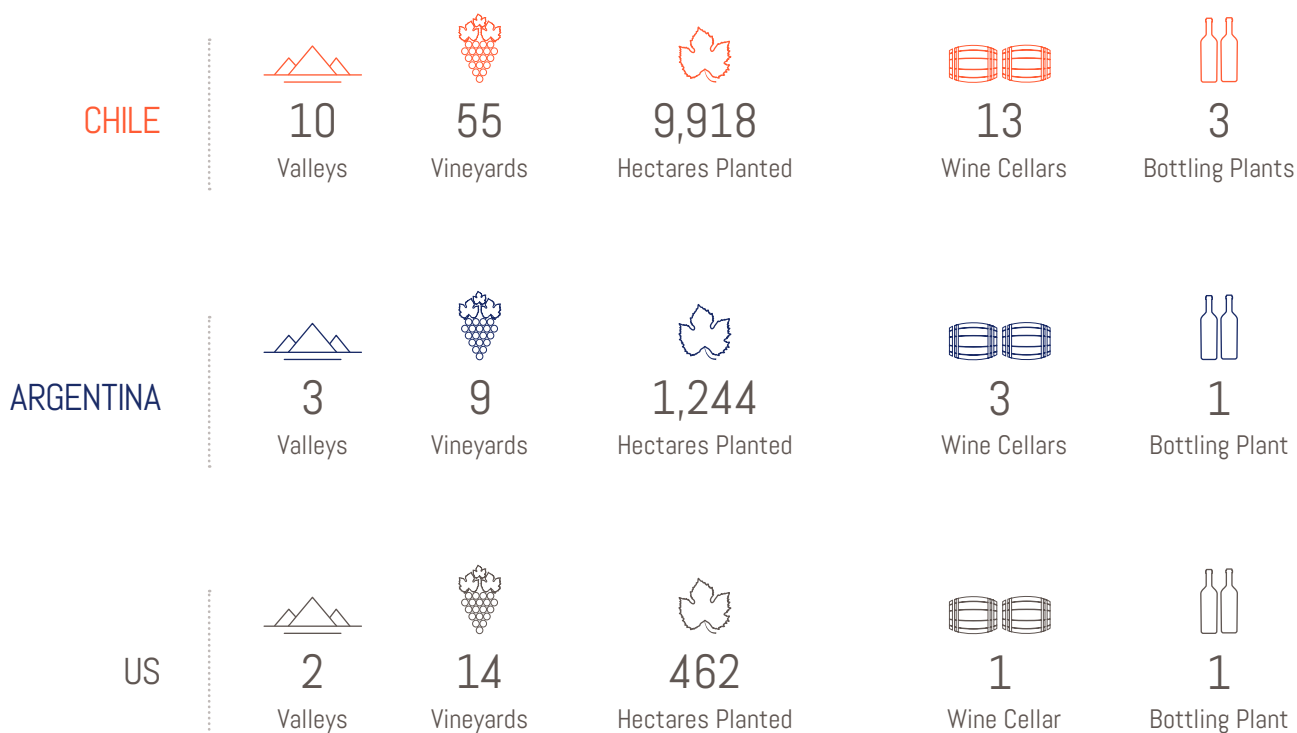 CHILE
10 55 9,918 13 3
Valleys Vineyards Hectares Planted Wine Cellars Bottling Plants
ARGENTINA
3 9 1,244 3 1
Valleys Vineyards Hectares Planted Wine Cellars Bottling Plant
US
2 14 462 1 1
Valleys Vineyards Hectares Planted Wine Cellar Bottling Plant